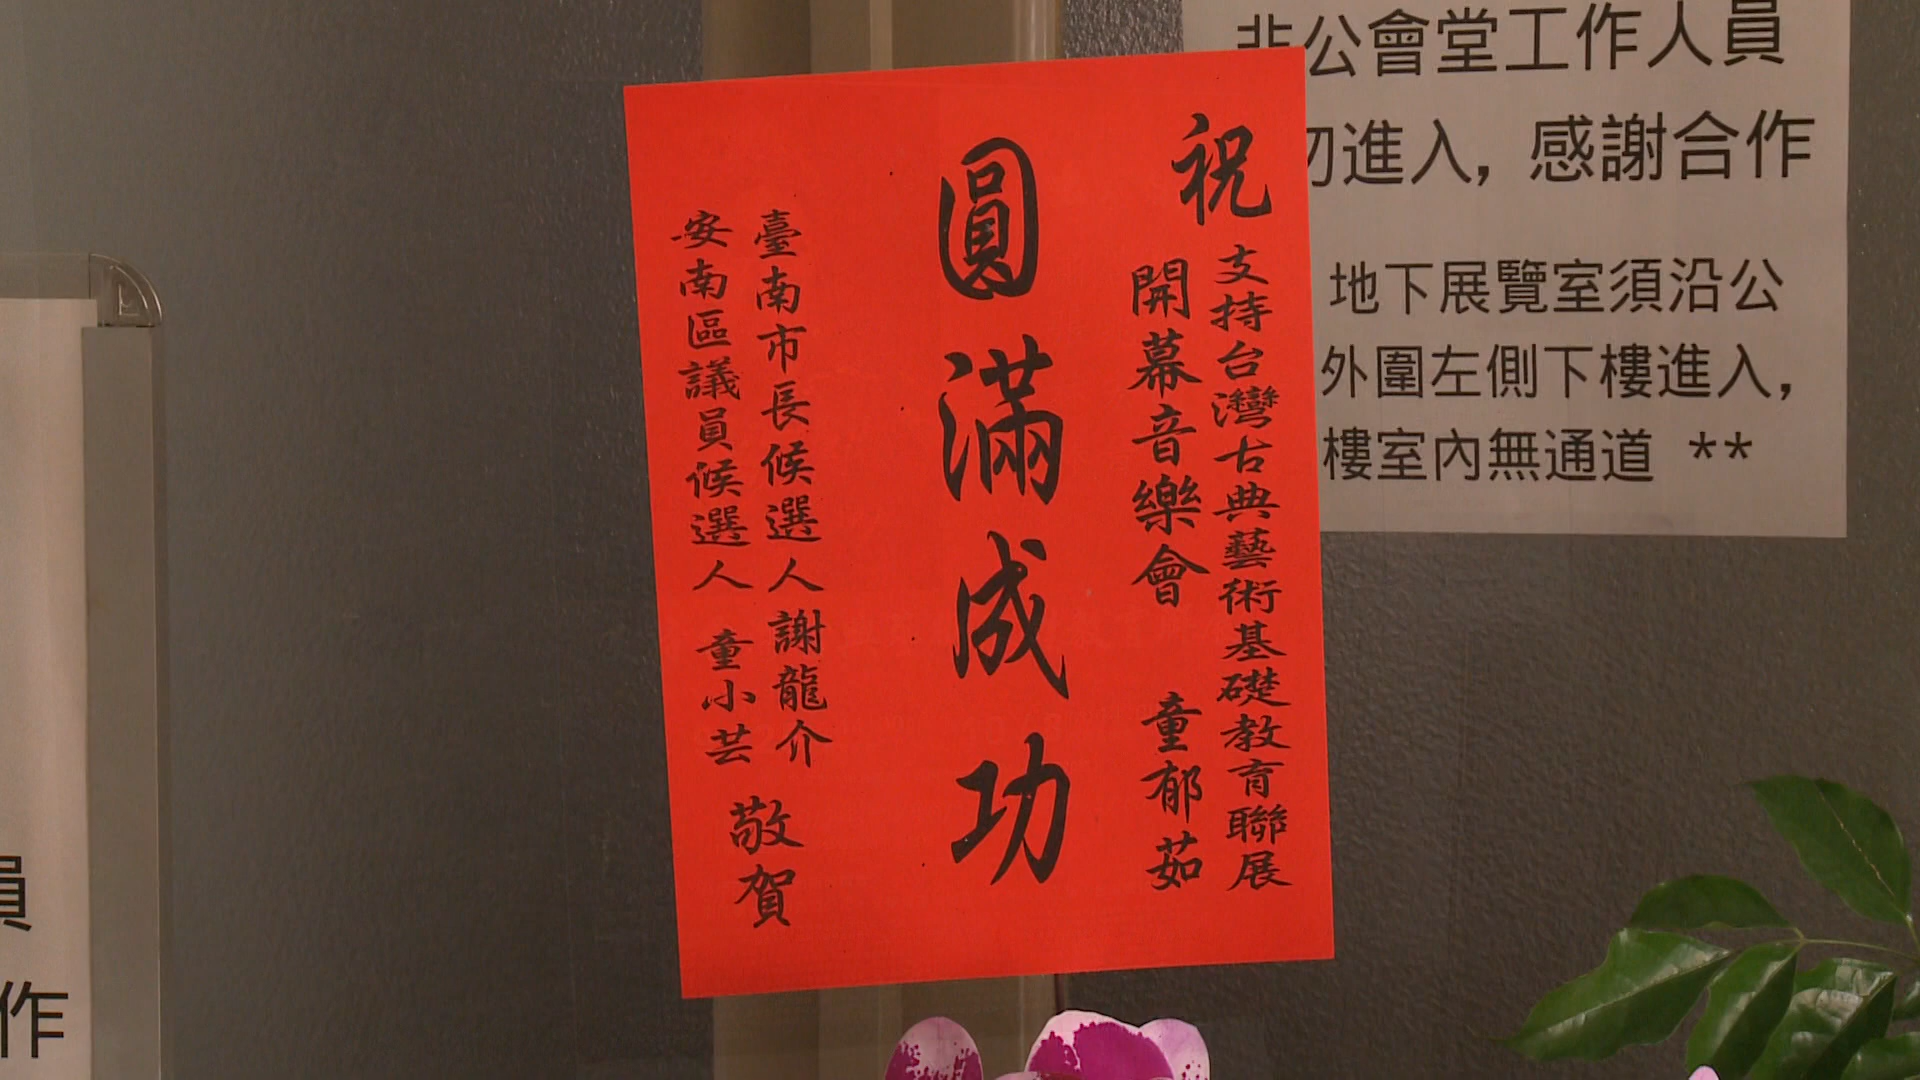 祝
支持台灣古典藝術基礎教育聯展
開幕音樂會 童郁茹
圓滿成功
臺南市長候選人 謝龍介
安南區議員候選人 童小芸
敬賀
非公會堂工作人員
勿進入，感謝合作
地下展覽室須沿公
外圍左側下樓進入，
樓室內無通道 **
員
作